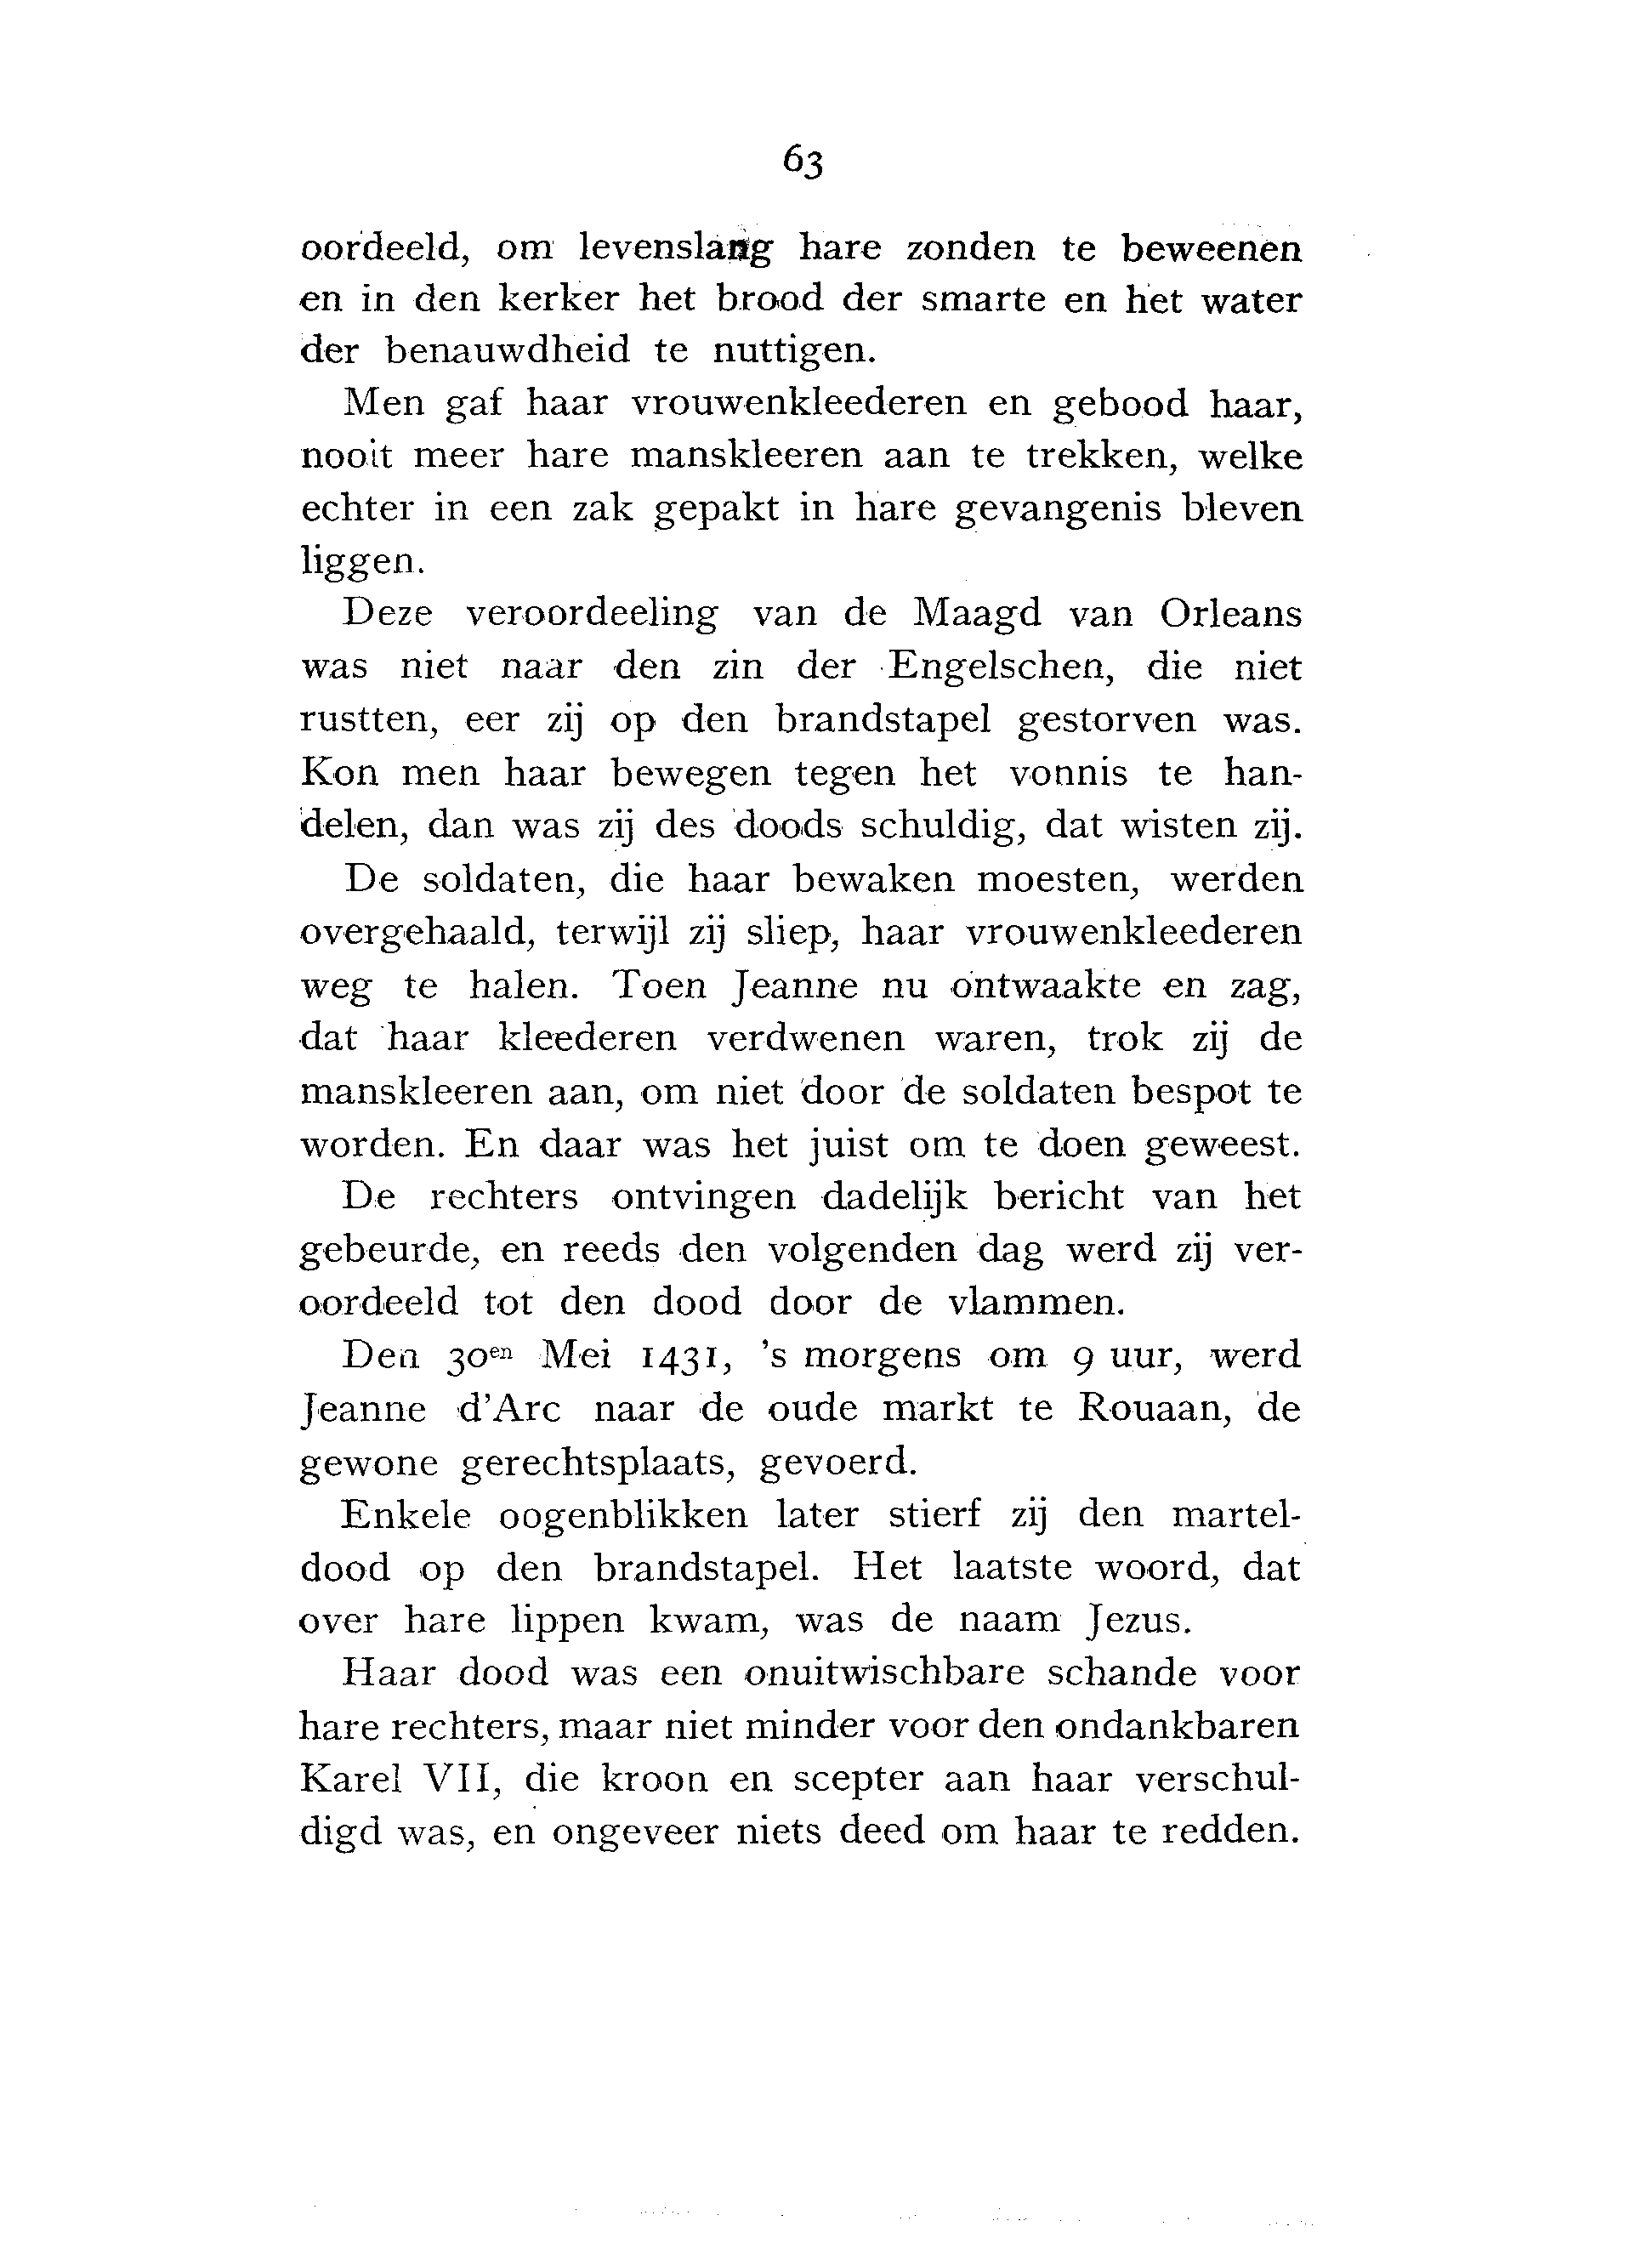 63
oordeeld, om levenslang hare zonden te beweenen
en in den kerker het brood der smarte en het water
der benauwdheid te nuttigen.
Men gaf haar vrouwenkleederen en gebood haar,
nooit meer hare manskleeren aan te trekken, welke
echter in een zak gepakt in hare gevangenis bleven
liggen.
Deze veroordeeling van de Maagd van Orleans
was niet naar den zin der Engelschen, die niet
rustten, eer zij op den brandstapel gestorven was.
Kon men haar bewegen tegen het vonnis te han-
delen, dan was zij des doods schuldig, dat wisten zij.
De soldaten, die haar bewaken moesten, werden
overgehaald, terwijl zij sliep, haar vrouwenkleederen
weg te halen. Toen Jeanne nu ontwaakte en zag,
dat haar kleederen verdwenen waren, trok zij de
manskleeren aan, om niet door de soldaten bespot te
worden. En daar was het juist om te doen geweest.
De rechters ontvingen dadelijk bericht van het
gebeurde, en reeds den volgenden dag werd zij ver-
oordeeld tot den dood door de vlammen.
Den 30en Mei 1431, 's morgens om 9 uur, werd
Jeanne d'Arc naar de oude markt te Rouaan, de
gewone gerechtsplaats, gevoerd.
Enkele oogenblikken later stierf zij den martel-
dood op den brandstapel. Het laatste woord, dat
over hare lippen kwam, was de naam Jezus.
Haar dood was een onuitwischbare schande voor
hare rechters, maar niet minder voor den ondankbaren
Karel VII, die kroon en scepter aan haar verschul-
digd was, en ongeveer niets deed om haar te redden.